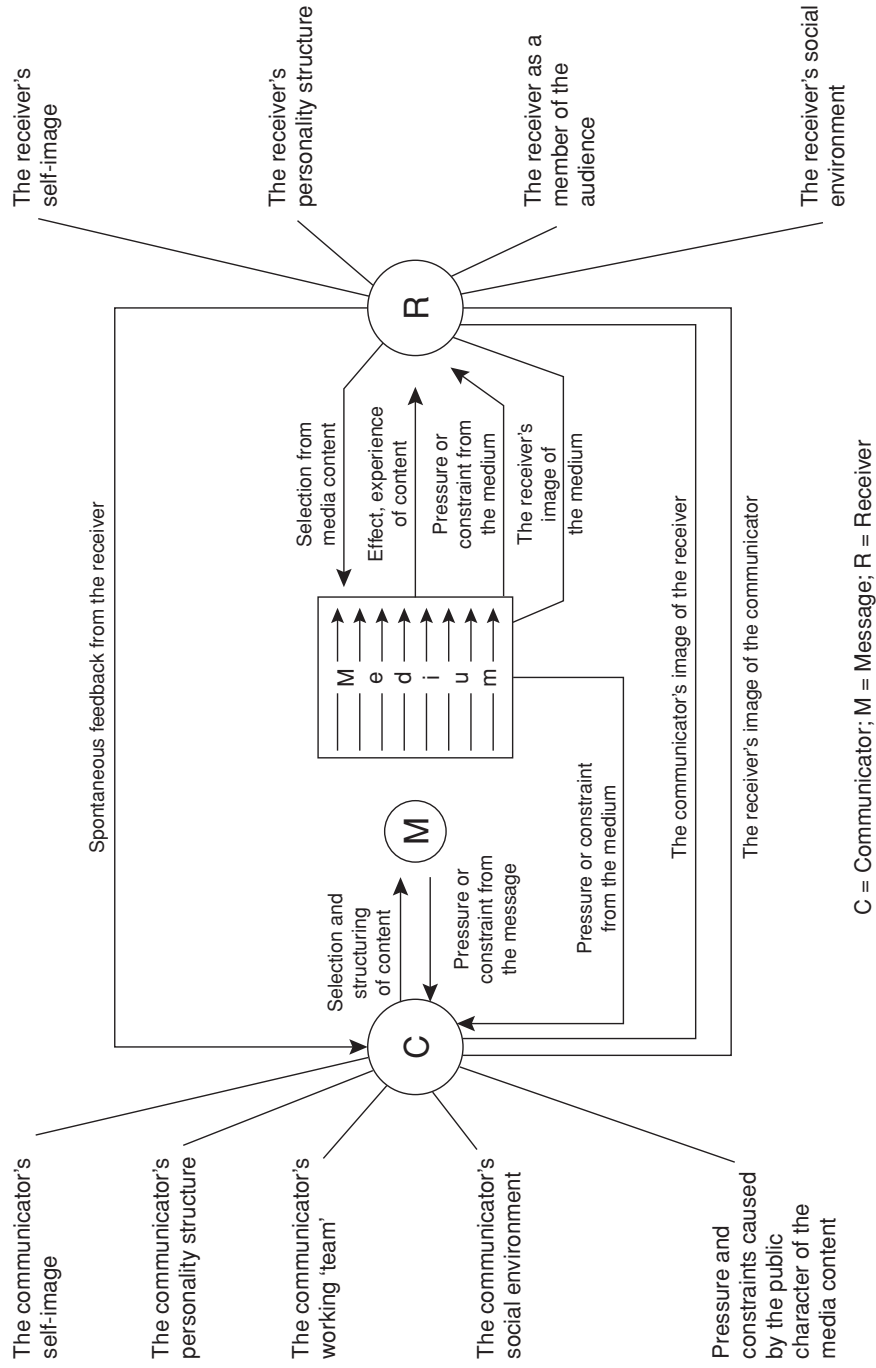 The communicator's
self-image
The communicator's
personality structure
The communicator's
working 'team'
The communicator's
social environment
Pressure and
constraints caused
by the public
character of the
media content
Spontaneous feedback from the receiver
C
Selection and
structuring
of content
Pressure or
constraint from
the message
M
M
e
d
i
u
m
Selection from
media content
Effect, experience
of content
Pressure or
constraint from
the medium
The receiver's
image of
the medium
R
Pressure or constraint
from the medium
The communicator's image of the receiver
The receiver's image of the communicator
The receiver's
self-image
The receiver's
personality structure
The receiver as a
member of the
audience
The receiver's social
environment
C = Communicator; M = Message; R = Receiver